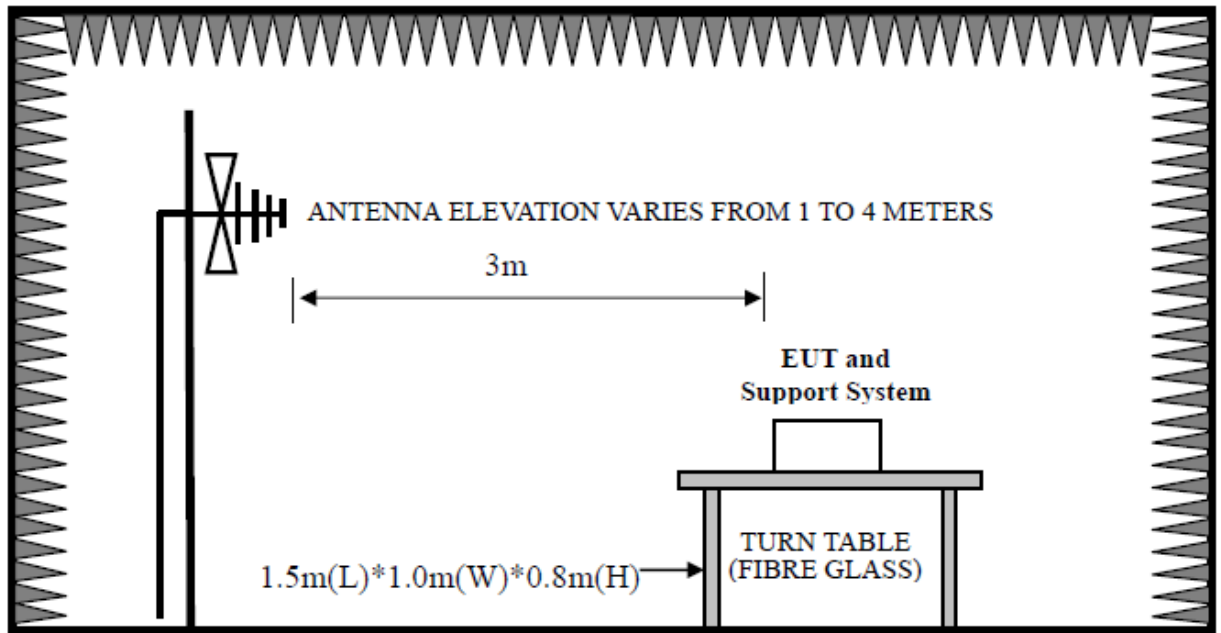 ANTENNA ELEVATION VARIES FROM 1 TO 4 METERS
3m
EUT and
Support System
TURN TABLE
(FIBRE GLASS)
1.5m(L)*1.0m(W)*0.8m(H)